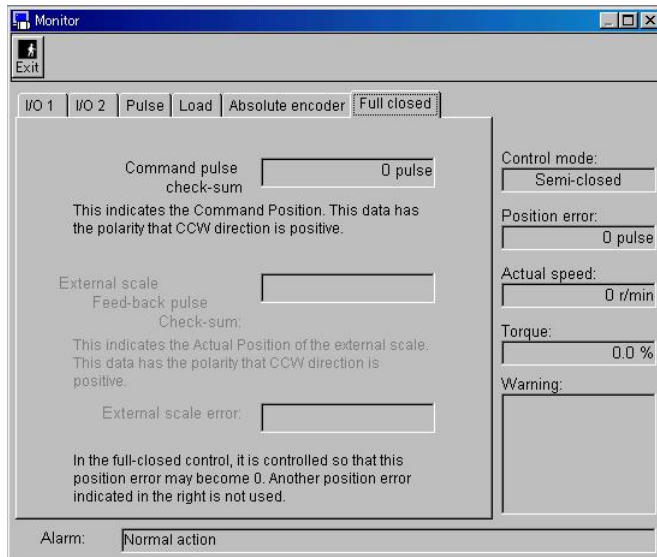 Monitor
Exit
I/O 1 I/O 2 Pulse Load Absolute encoder Full closed
Command pulse
check-sum
0 pulse
This indicates the Command Position. This data has
the polarity that CCW direction is positive.
External scale
Feed-back pulse
Check-sum:
This indicates the Actual Position of the external scale.
This data has the polarity that CCW direction is
positive.
External scale error:
In the full-closed control, it is controlled so that this
position error may become 0. Another position error
indicated in the right is not used.
Control mode:
Semi-closed
Position error:
0 pulse
Actual speed:
0 r/min
Torque:
0.0 %
Warning:
Alarm: Normal action